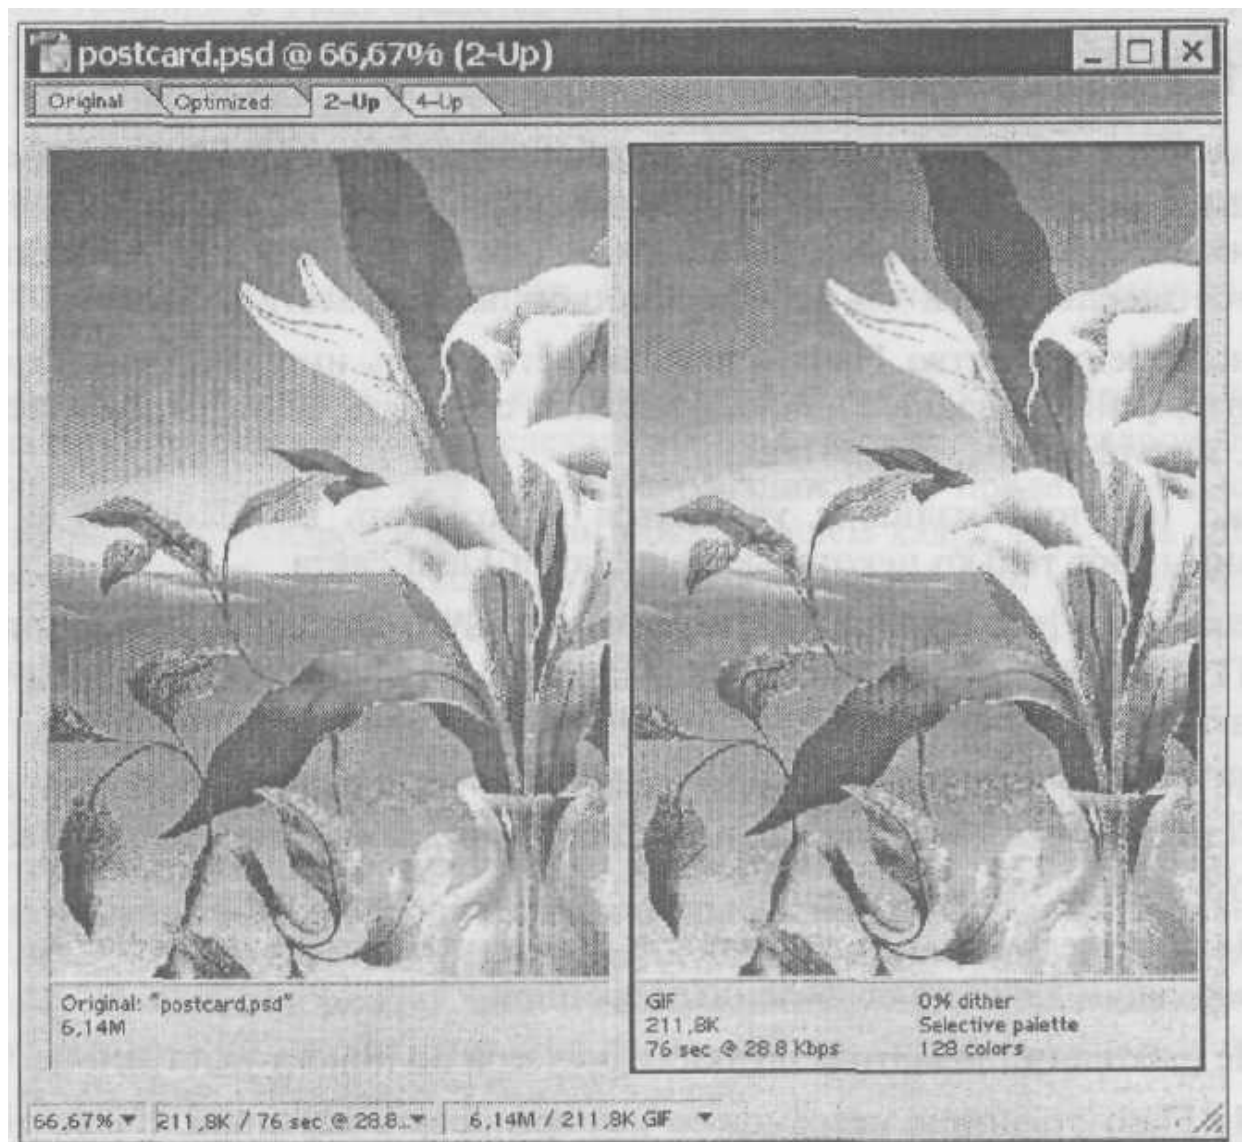 postcard.psd @ 66,67% (2-Up)
Original Optimized 2-Up 4-Up
Original: "postcard.psd"
6,14M
GIF
211,8K
76 sec @ 28.8 Kbps
0% dither
Selective palette
128 colors
66,67% 211,8K / 76 sec @ 28.8... 6,14M / 211,8K GIF